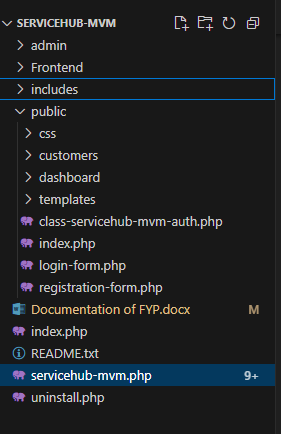 SERVICEHUB-MVM
admin
Frontend
includes
public
css
customers
dashboard
templates
class-servicehub-mvm-auth.php
index.php
login-form.php
registration-form.php
Documentation of FYP.docx M
index.php
README.txt
servicehub-mvm.php 9+
uninstall.php